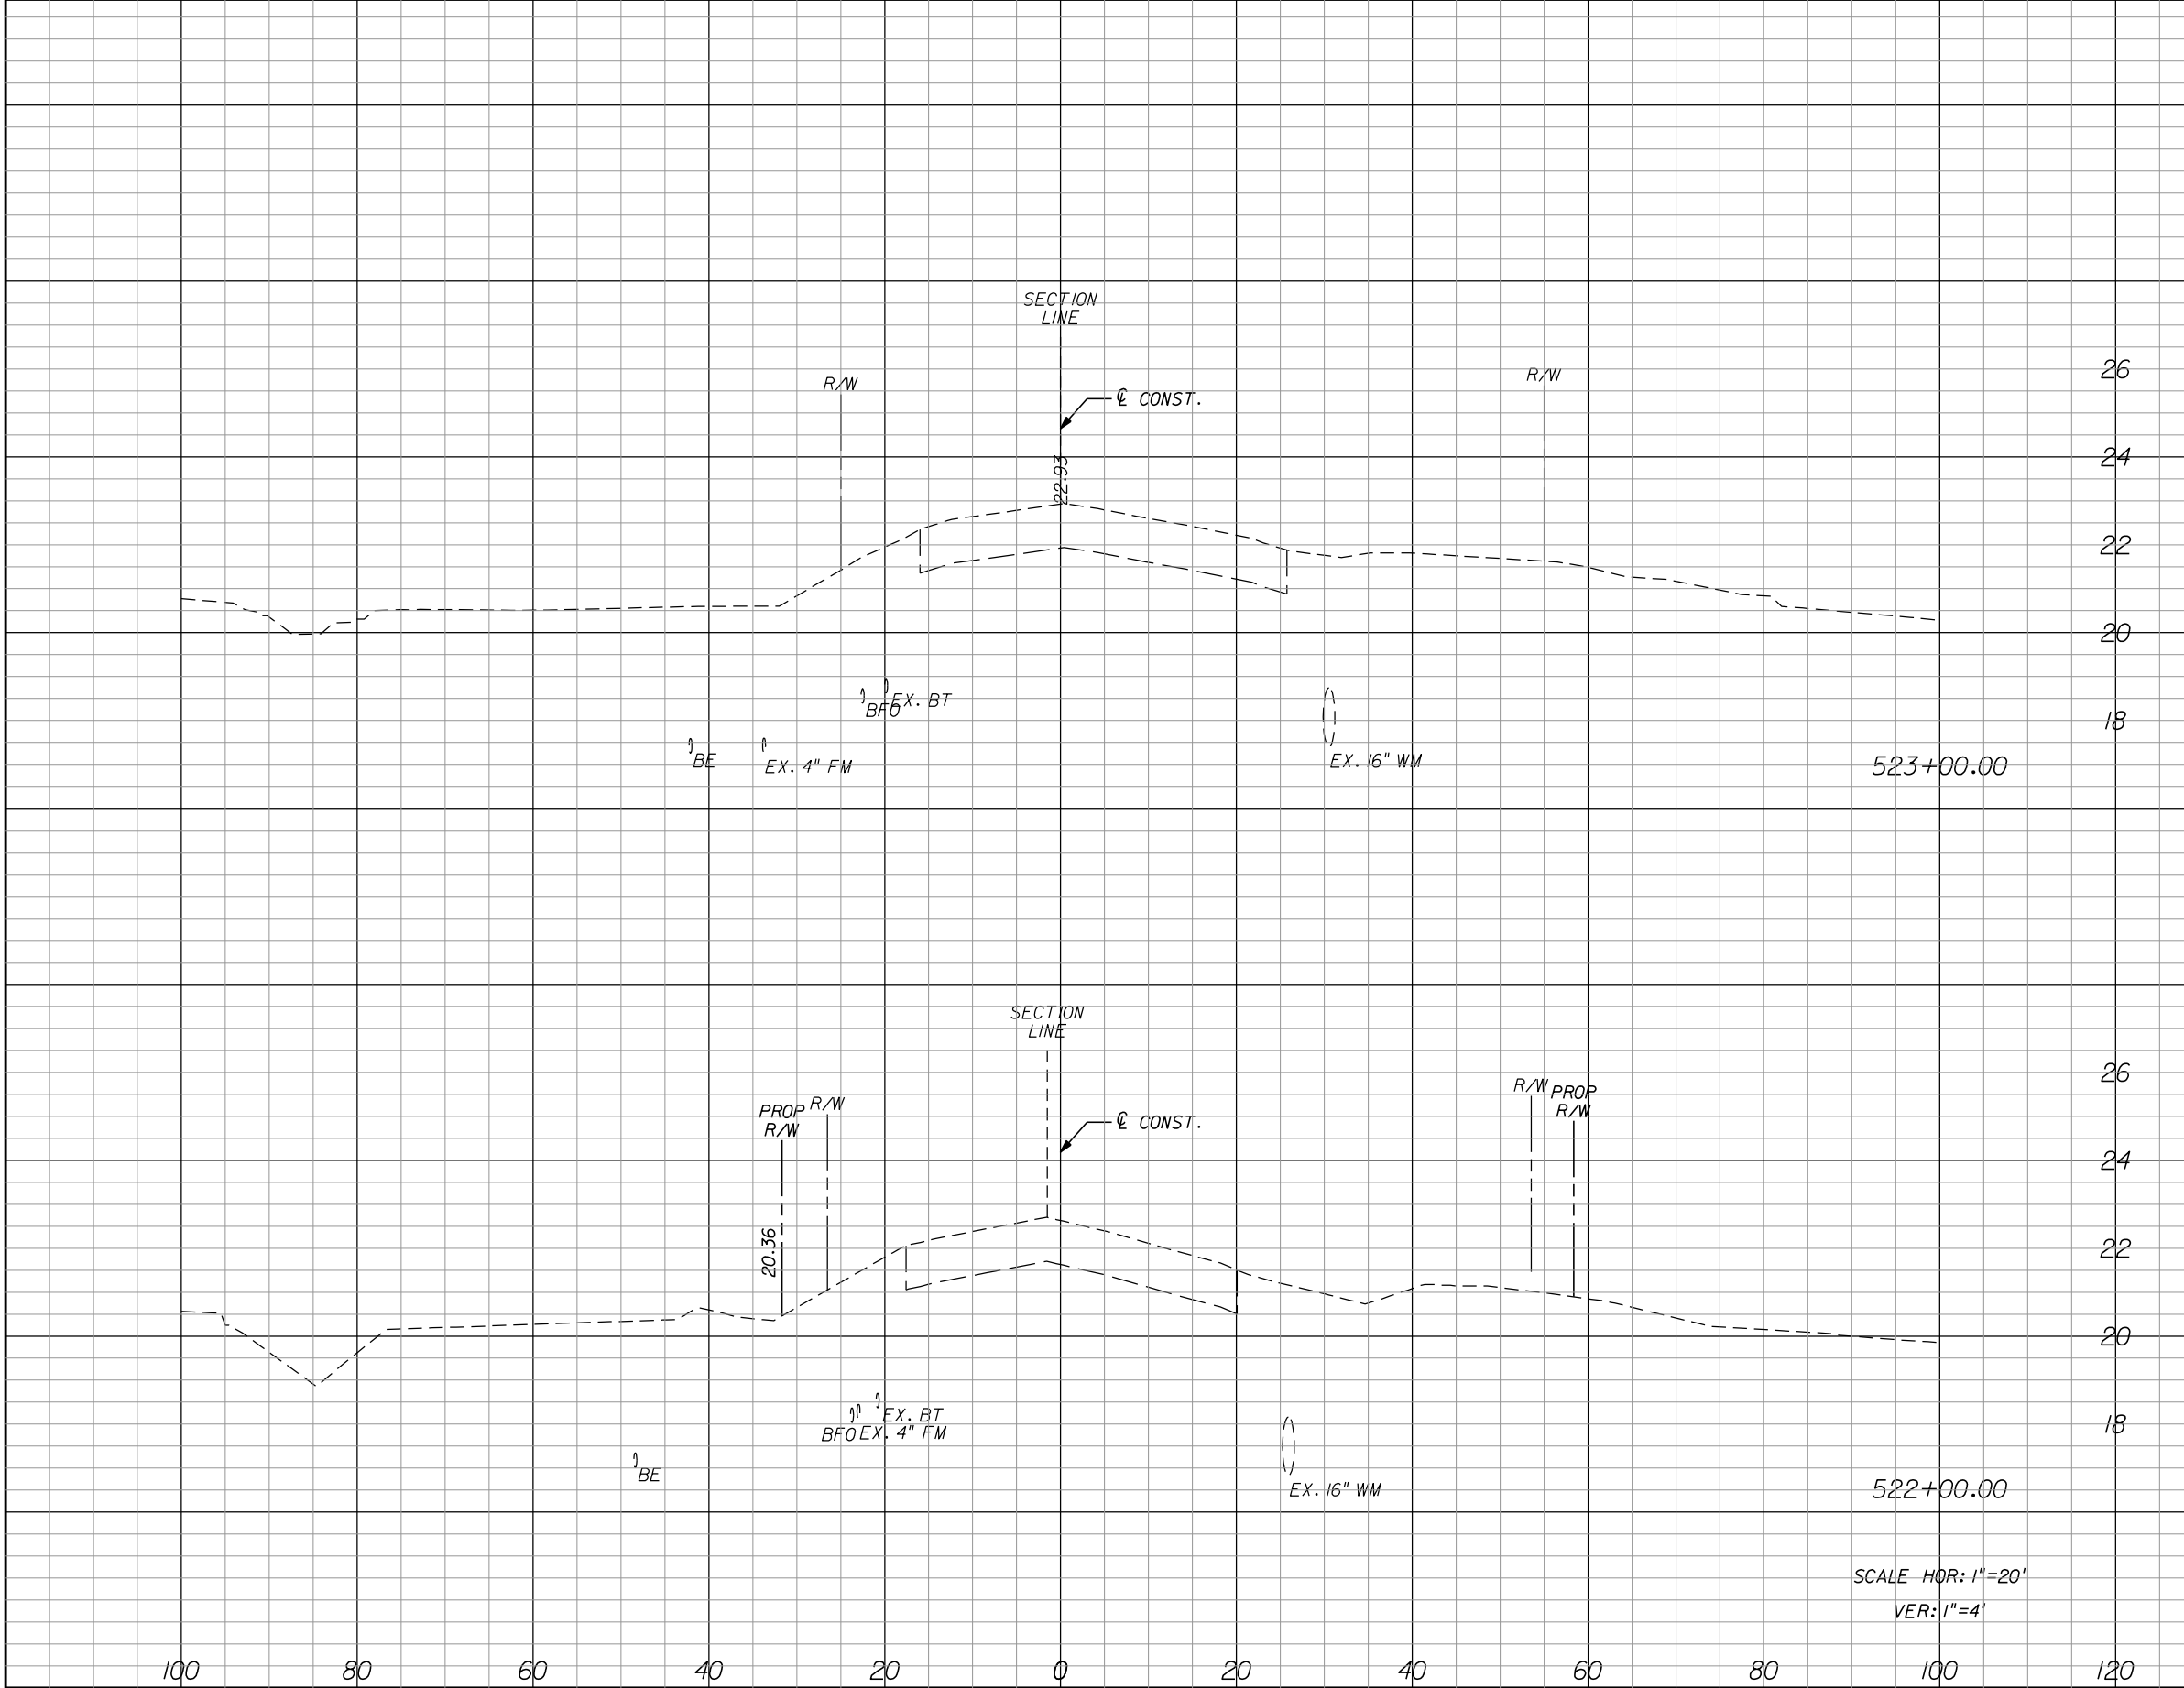 SECTION
LINE
26
R/W
R/W
℄ CONST.
24
22.93
22
20
EX. BT
BFO
18
BE
EX. 4" FM
EX. 16" WM
523+00.00
SECTION
LINE
26
R/W
PROP
R/W
PROP
R/W
R/W
℄ CONST.
24
20.36
22
20
EX. BT
18
BFO
EX. 4" FM
BE
EX. 16" WM
522+00.00
SCALE HOR: 1"=20'
VER: 1"=4'
100 80 60 40 20 0 20 40 60 80 100 120